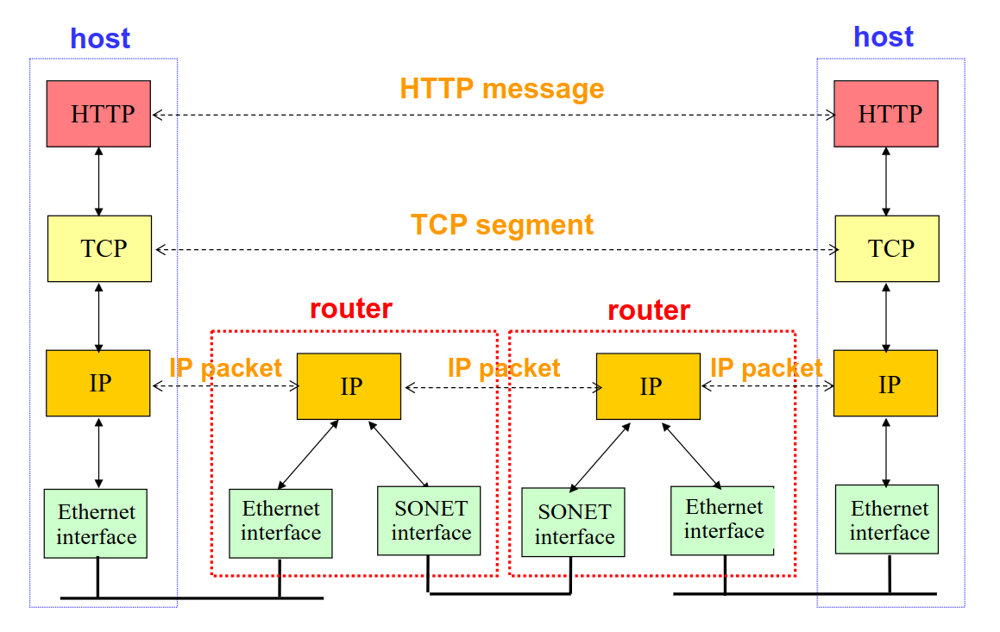 host
host
HTTP message
HTTP
HTTP
TCP segment
TCP
TCP
router
router
IP packet
IP packet
IP packet
IP
IP
IP
IP
Ethernet
interface
Ethernet
interface
SONET
interface
SONET
interface
Ethernet
interface
Ethernet
interface